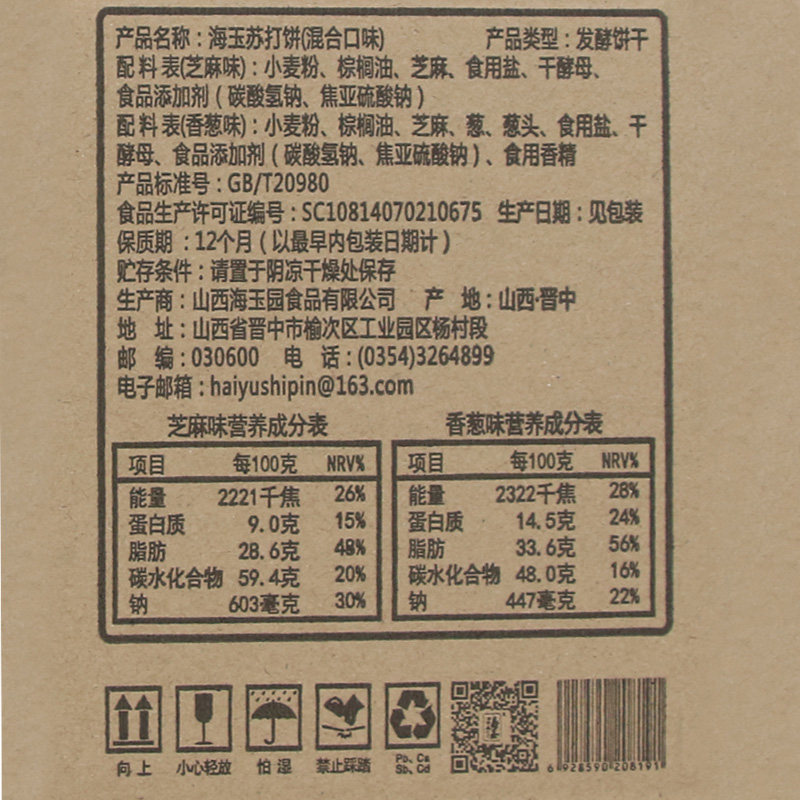 产品名称：海玉苏打饼(混合口味) 产品类型：发酵饼干
配 料 表(芝麻味)：小麦粉、棕榈油、芝麻、食用盐、干酵母、
食品添加剂（碳酸氢钠、焦亚硫酸钠）
配 料 表(香葱味)：小麦粉、棕榈油、芝麻、葱、葱头、食用盐、干
酵母、食品添加剂（碳酸氢钠、焦亚硫酸钠）、食用香精
产品标准号：GB/T20980
食品生产许可证编号：SC10814070210675 生产日期：见包装
保质期 ：12个月（以最早内包装日期计）
贮存条件：请置于阴凉干燥处保存
生产商：山西海玉园食品有限公司 产 地：山西·晋中
地 址：山西省晋中市榆次区工业园区杨村段
邮 编：030600 电 话：(0354)3264899
电子邮箱：haiyushipin@163.com
芝麻味营养成分表 香葱味营养成分表
项目 每100克 NRV% 项目 每100克 NRV%
能量 2221千焦 26% 能量 2322千焦 28%
蛋白质 9.0克 15% 蛋白质 14.5克 24%
脂肪 28.6克 48% 脂肪 33.6克 56%
碳水化合物 59.4克 20% 碳水化合物 48.0克 16%
钠 603毫克 30% 钠 447毫克 22%
向 上 小心轻放 怕 湿 禁止踩踏 Pb、Ca
Sb、Cd
6 928590 208191